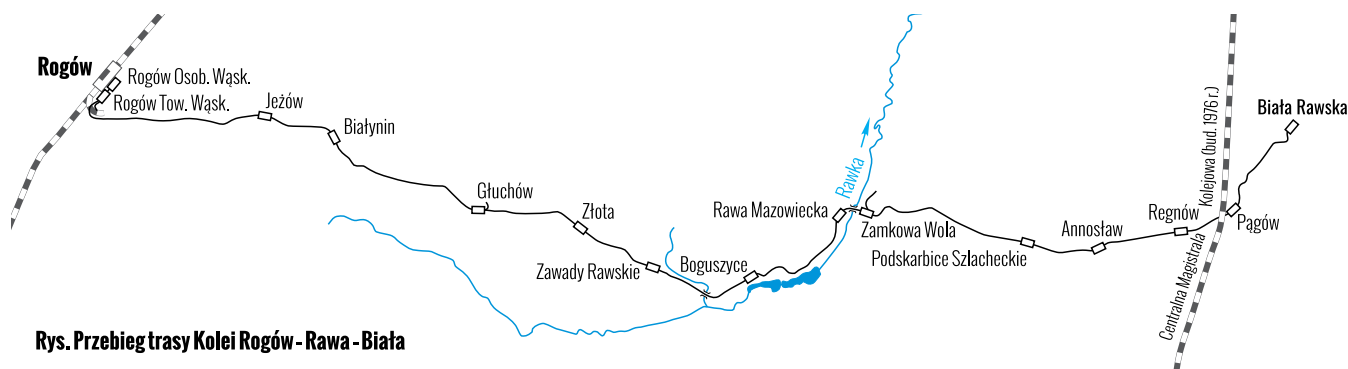 Rogów
Rogów Osob. Wąsk.
Rogów Tow. Wąsk.
Jeżów
Białynin
Głuchów
Złota
Zawady Rawskie
Boguszyce
Rawa Mazowiecka
Rawka
Zamkowa Wola
Podskarbice Szlacheckie
Annosław
Regnów
Pągów
Biała Rawska
Centralna Magistrala
Kolejowa (bud. 1976 r.)
Rys. Przebieg trasy Kolei Rogów - Rawa - Biała